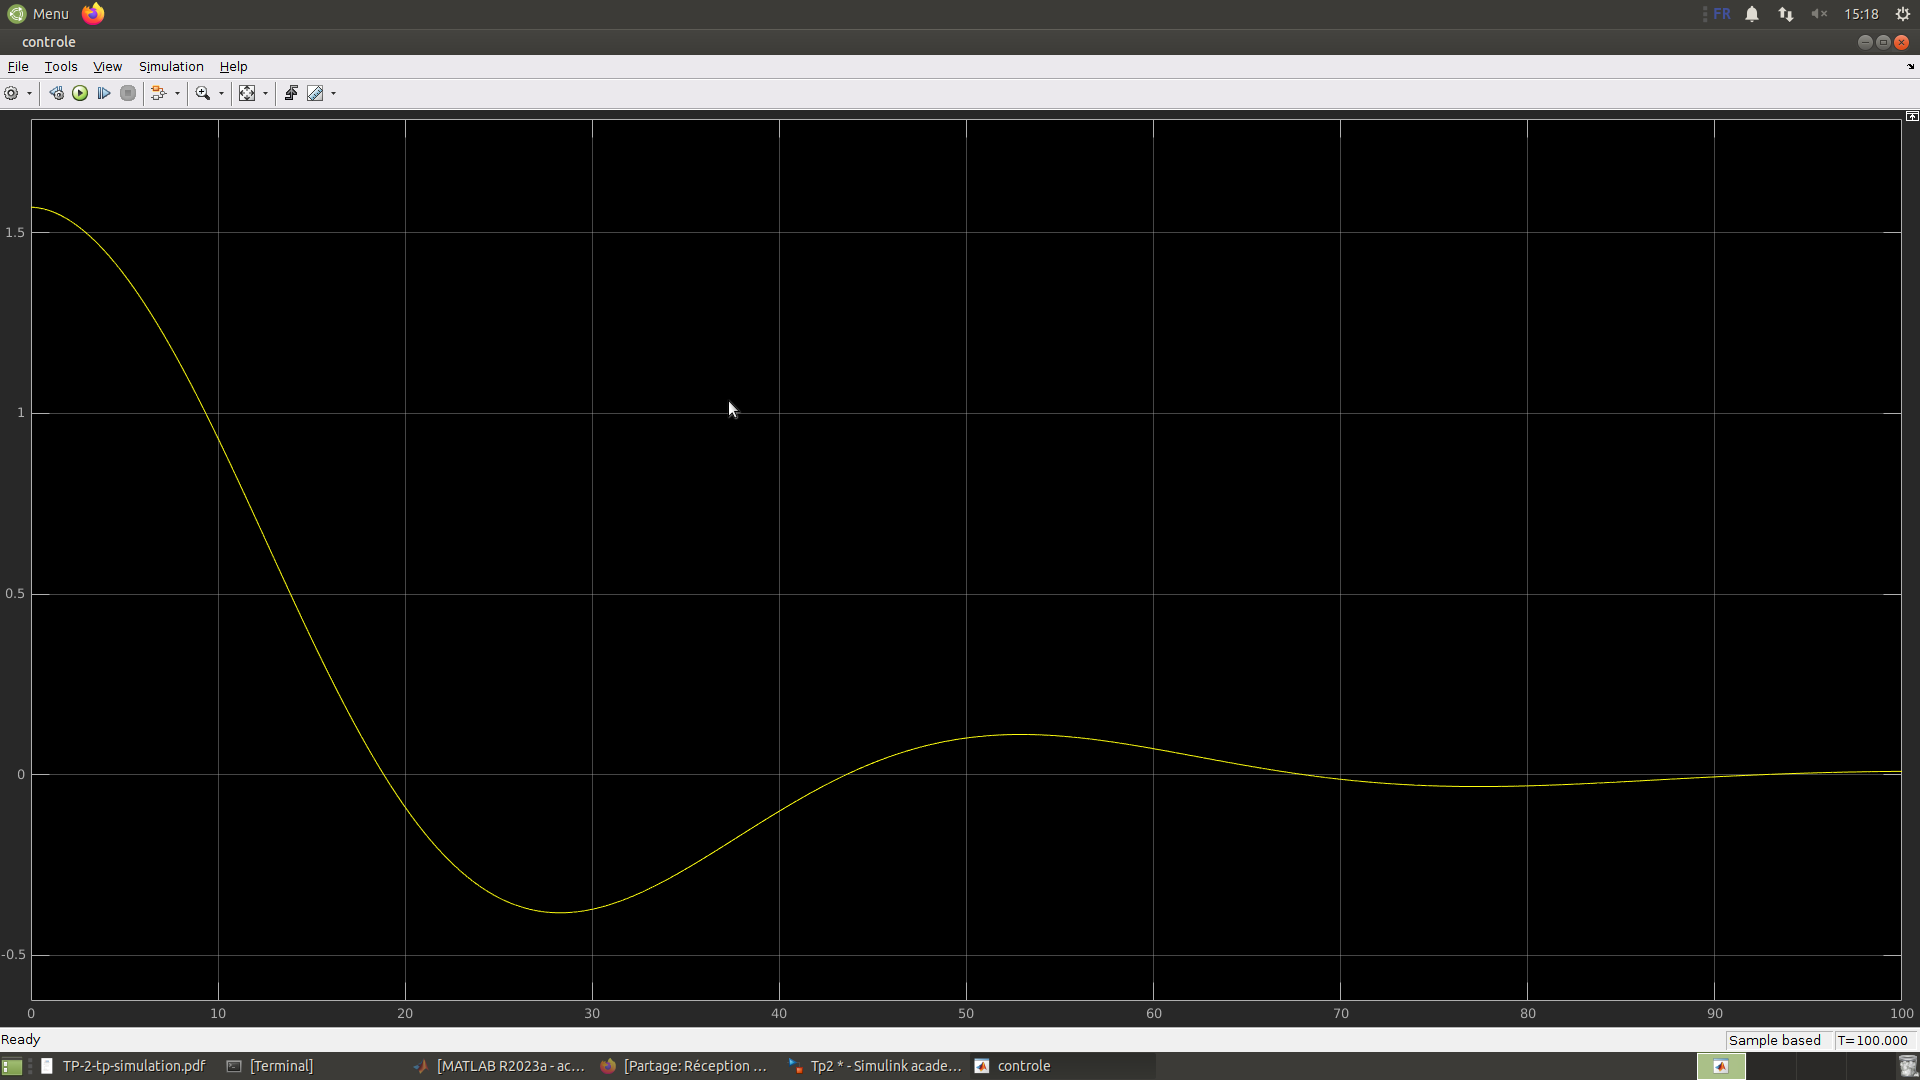 Menu FR 15:18
controle
File Tools View Simulation Help
1.5
1
0.5
0
-0.5
0 10 20 30 40 50 60 70 80 90 100
Ready Sample based T=100.000
TP-2-tp-simulation.pdf [Terminal] [MATLAB R2023a - ac... [Partage: Réception ... Tp2 * - Simulink acade... controle